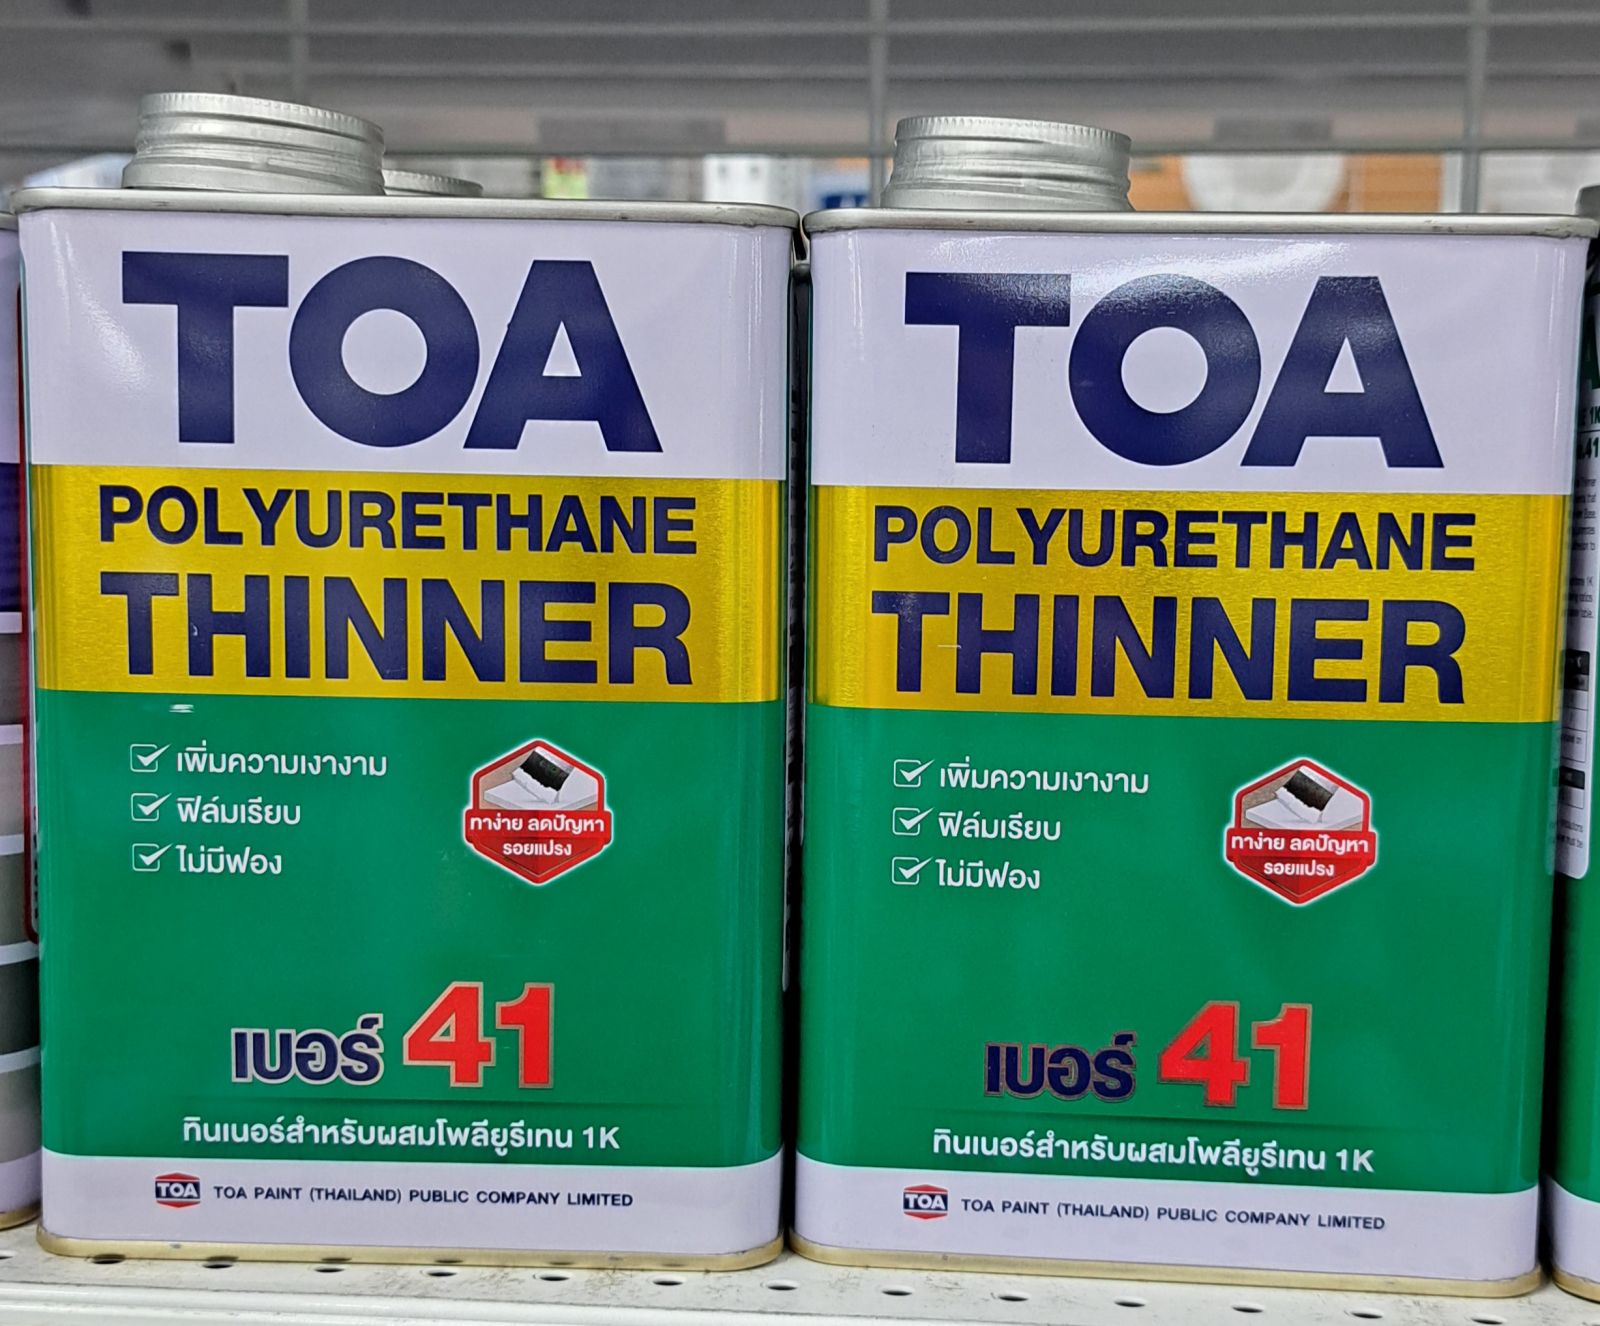 TOA
POLYURETHANE
THINNER
เพิ่มความเงางาม
ฟิล์มเรียบ
ไม่มีฟอง
ทาง่าย ลดปัญหา
รอยแปรง
เบอร์ 41
ทินเนอร์สำหรับผสมโพลียูรีเทน 1K
TOA TOA PAINT (THAILAND) PUBLIC COMPANY LIMITED
TOA
POLYURETHANE
THINNER
เพิ่มความเงางาม
ฟิล์มเรียบ
ไม่มีฟอง
ทาง่าย ลดปัญหา
รอยแปรง
เบอร์ 41
ทินเนอร์สำหรับผสมโพลียูรีเทน 1K
TOA TOA PAINT (THAILAND) PUBLIC COMPANY LIMITED
1K
41